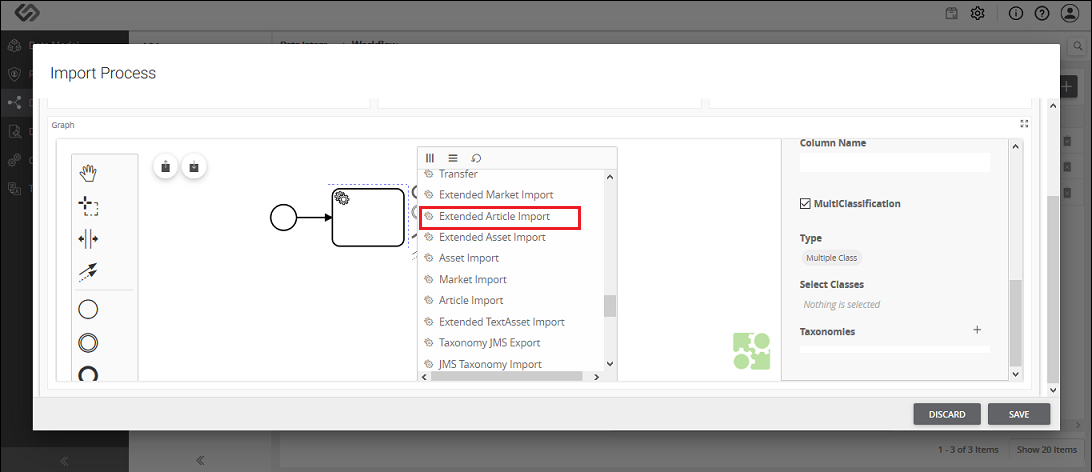 Import Process
Graph
Transfer
Extended Market Import
Extended Article Import
Extended Asset Import
Asset Import
Market Import
Article Import
Extended TextAsset Import
Taxonomy JMS Export
JMS Taxonomy Import
Column Name
MultiClassification
Type
Multiple Class
Select Classes
Nothing is selected
Taxonomies
DISCARD
SAVE
1 - 3 of 3 Items
Show 20 Items